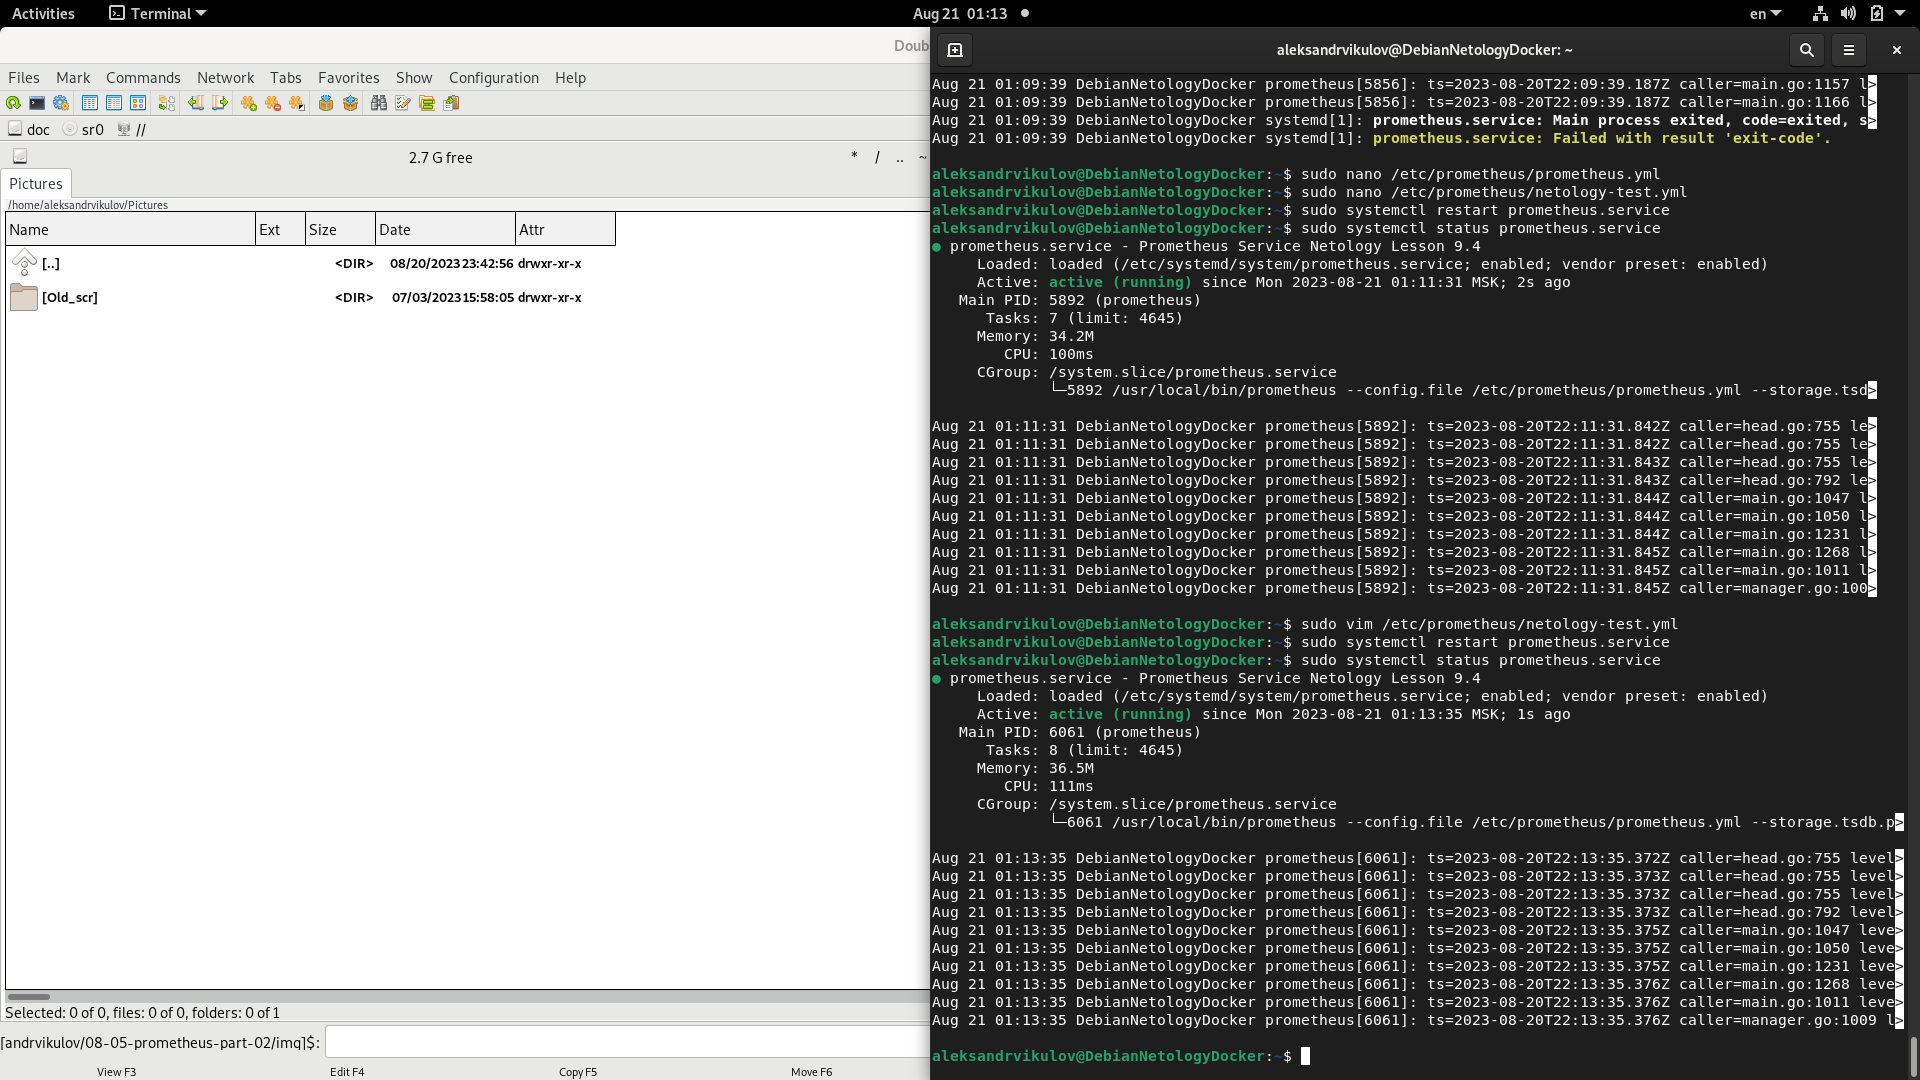 Activities Terminal Aug 21 01:13 en
Doub
Files Mark Commands Network Tabs Favorites Show Configuration Help
doc sr0 //
2.7 G free * / .. ~
Pictures
/home/aleksandrvikulov/Pictures
Name Ext Size Date Attr
[..] <DIR> 08/20/2023 23:42:56 drwxr-xr-x
[Old_scr] <DIR> 07/03/2023 15:58:05 drwxr-xr-x
Selected: 0 of 0, files: 0 of 0, folders: 0 of 1
[andrvikulov/08-05-prometheus-part-02/img]$:
View F3 Edit F4 Copy F5 Move F6
aleksandrvikulov@DebianNetologyDocker: ~
Aug 21 01:09:39 DebianNetologyDocker prometheus[5856]: ts=2023-08-20T22:09:39.187Z caller=main.go:1157 l>
Aug 21 01:09:39 DebianNetologyDocker prometheus[5856]: ts=2023-08-20T22:09:39.187Z caller=main.go:1166 l>
Aug 21 01:09:39 DebianNetologyDocker systemd[1]: prometheus.service: Main process exited, code=exited, s>
Aug 21 01:09:39 DebianNetologyDocker systemd[1]: prometheus.service: Failed with result 'exit-code'.
aleksandrvikulov@DebianNetologyDocker:~$ sudo nano /etc/prometheus/prometheus.yml
aleksandrvikulov@DebianNetologyDocker:~$ sudo nano /etc/prometheus/netology-test.yml
aleksandrvikulov@DebianNetologyDocker:~$ sudo systemctl restart prometheus.service
aleksandrvikulov@DebianNetologyDocker:~$ sudo systemctl status prometheus.service
● prometheus.service - Prometheus Service Netology Lesson 9.4
Loaded: loaded (/etc/systemd/system/prometheus.service; enabled; vendor preset: enabled)
Active: active (running) since Mon 2023-08-21 01:11:31 MSK; 2s ago
Main PID: 5892 (prometheus)
Tasks: 7 (limit: 4645)
Memory: 34.2M
CPU: 100ms
CGroup: /system.slice/prometheus.service
└─5892 /usr/local/bin/prometheus --config.file /etc/prometheus/prometheus.yml --storage.tsd>
Aug 21 01:11:31 DebianNetologyDocker prometheus[5892]: ts=2023-08-20T22:11:31.842Z caller=head.go:755 le>
Aug 21 01:11:31 DebianNetologyDocker prometheus[5892]: ts=2023-08-20T22:11:31.842Z caller=head.go:755 le>
Aug 21 01:11:31 DebianNetologyDocker prometheus[5892]: ts=2023-08-20T22:11:31.843Z caller=head.go:755 le>
Aug 21 01:11:31 DebianNetologyDocker prometheus[5892]: ts=2023-08-20T22:11:31.843Z caller=head.go:792 le>
Aug 21 01:11:31 DebianNetologyDocker prometheus[5892]: ts=2023-08-20T22:11:31.844Z caller=main.go:1047 l>
Aug 21 01:11:31 DebianNetologyDocker prometheus[5892]: ts=2023-08-20T22:11:31.844Z caller=main.go:1050 l>
Aug 21 01:11:31 DebianNetologyDocker prometheus[5892]: ts=2023-08-20T22:11:31.844Z caller=main.go:1231 l>
Aug 21 01:11:31 DebianNetologyDocker prometheus[5892]: ts=2023-08-20T22:11:31.845Z caller=main.go:1268 l>
Aug 21 01:11:31 DebianNetologyDocker prometheus[5892]: ts=2023-08-20T22:11:31.845Z caller=main.go:1011 l>
Aug 21 01:11:31 DebianNetologyDocker prometheus[5892]: ts=2023-08-20T22:11:31.845Z caller=manager.go:100>
aleksandrvikulov@DebianNetologyDocker:~$ sudo vim /etc/prometheus/netology-test.yml
aleksandrvikulov@DebianNetologyDocker:~$ sudo systemctl restart prometheus.service
aleksandrvikulov@DebianNetologyDocker:~$ sudo systemctl status prometheus.service
● prometheus.service - Prometheus Service Netology Lesson 9.4
Loaded: loaded (/etc/systemd/system/prometheus.service; enabled; vendor preset: enabled)
Active: active (running) since Mon 2023-08-21 01:13:35 MSK; 1s ago
Main PID: 6061 (prometheus)
Tasks: 8 (limit: 4645)
Memory: 36.5M
CPU: 111ms
CGroup: /system.slice/prometheus.service
└─6061 /usr/local/bin/prometheus --config.file /etc/prometheus/prometheus.yml --storage.tsdb.p>
Aug 21 01:13:35 DebianNetologyDocker prometheus[6061]: ts=2023-08-20T22:13:35.372Z caller=head.go:755 level>
Aug 21 01:13:35 DebianNetologyDocker prometheus[6061]: ts=2023-08-20T22:13:35.373Z caller=head.go:755 level>
Aug 21 01:13:35 DebianNetologyDocker prometheus[6061]: ts=2023-08-20T22:13:35.373Z caller=head.go:755 level>
Aug 21 01:13:35 DebianNetologyDocker prometheus[6061]: ts=2023-08-20T22:13:35.373Z caller=head.go:792 level>
Aug 21 01:13:35 DebianNetologyDocker prometheus[6061]: ts=2023-08-20T22:13:35.375Z caller=main.go:1047 leve>
Aug 21 01:13:35 DebianNetologyDocker prometheus[6061]: ts=2023-08-20T22:13:35.375Z caller=main.go:1050 leve>
Aug 21 01:13:35 DebianNetologyDocker prometheus[6061]: ts=2023-08-20T22:13:35.375Z caller=main.go:1231 leve>
Aug 21 01:13:35 DebianNetologyDocker prometheus[6061]: ts=2023-08-20T22:13:35.376Z caller=main.go:1268 leve>
Aug 21 01:13:35 DebianNetologyDocker prometheus[6061]: ts=2023-08-20T22:13:35.376Z caller=main.go:1011 leve>
Aug 21 01:13:35 DebianNetologyDocker prometheus[6061]: ts=2023-08-20T22:13:35.376Z caller=manager.go:1009 l>
aleksandrvikulov@DebianNetologyDocker:~$